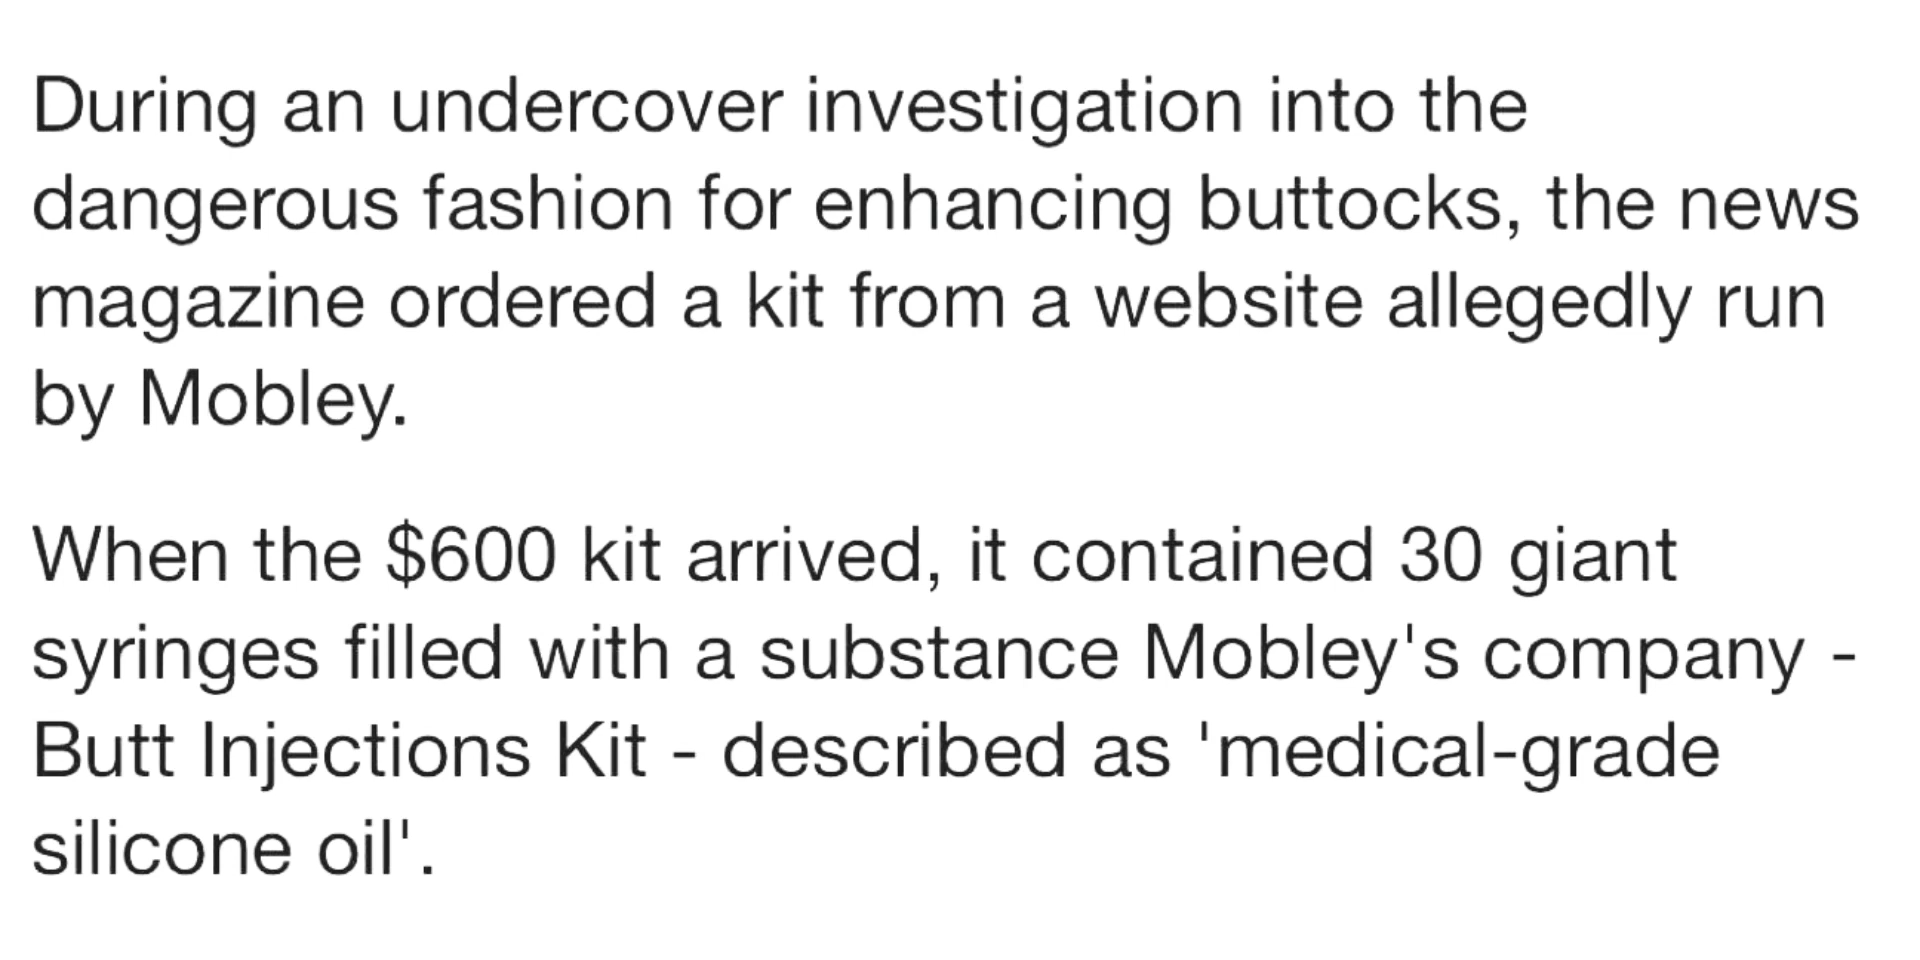 During an undercover investigation into the
dangerous fashion for enhancing buttocks, the news
magazine ordered a kit from a website allegedly run
by Mobley.
When the $600 kit arrived, it contained 30 giant
syringes filled with a substance Mobley's company -
Butt Injections Kit - described as 'medical-grade
silicone oil'.